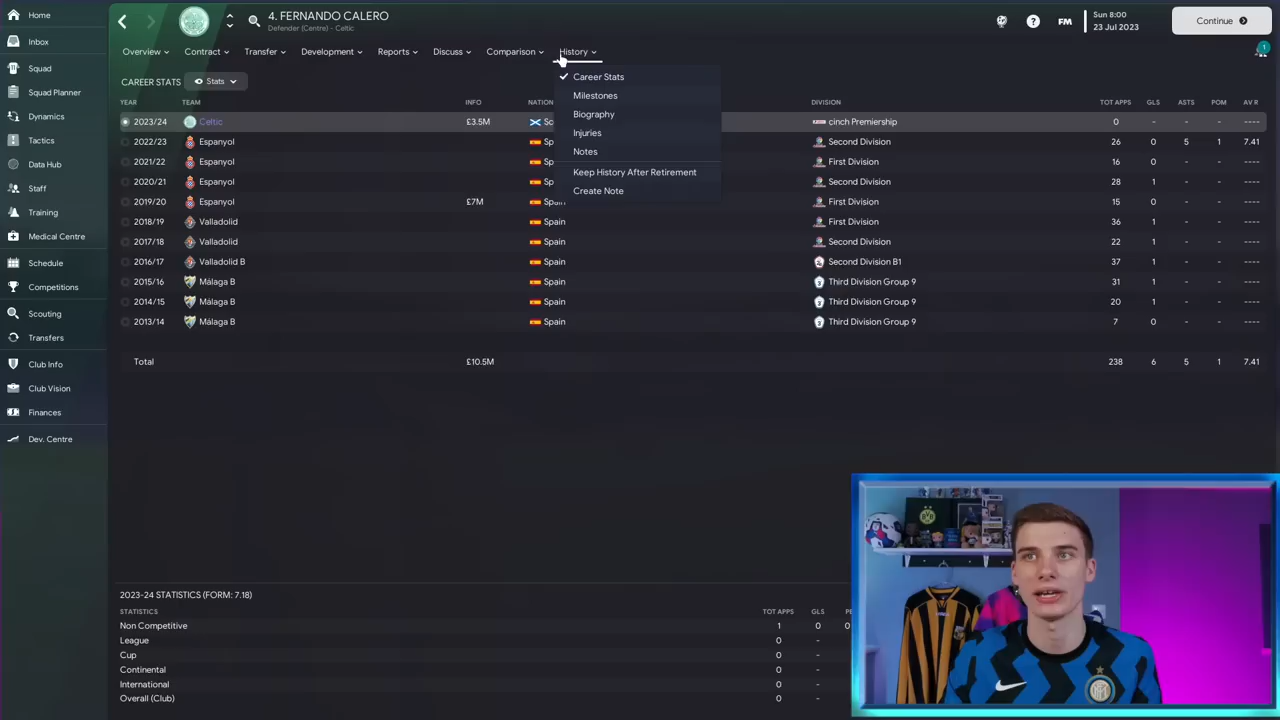 Home
4. FERNANDO CALERO
Defender (Centre) - Celtic
FM
Sun 8:00
23 Jul 2023
Continue
Inbox
Squad
Squad Planner
Dynamics
Tactics
Data Hub
Staff
Training
Medical Centre
Schedule
Competitions
Scouting
Transfers
Club Info
Club Vision
Finances
Dev. Centre
Overview Contract Transfer Development Reports Discuss Comparison History
1
CAREER STATS Stats
Career Stats
Milestones
Biography
Injuries
Notes
Keep History After Retirement
Create Note
YEAR TEAM INFO DIVISION TOT APPS GLS ASTS POM AV R
2023/24 Celtic £3.5M cinch Premiership 0 - - - ----
2022/23 Espanyol Second Division 26 0 5 1 7.41
2021/22 Espanyol First Division 16 0 - - ----
2020/21 Espanyol Second Division 28 1 - - ----
2019/20 Espanyol £7M Spain First Division 15 0 - - ----
2018/19 Valladolid Spain First Division 36 1 - - ----
2017/18 Valladolid Spain Second Division 22 1 - - ----
2016/17 Valladolid B Spain Second Division B1 37 1 - - ----
2015/16 Málaga B Spain Third Division Group 9 31 1 - - ----
2014/15 Málaga B Spain Third Division Group 9 20 1 - - ----
2013/14 Málaga B Spain Third Division Group 9 7 0 - - ----
Total £10.5M 238 6 5 1 7.41
2023-24 STATISTICS (FORM: 7.18)
STATISTICS TOT APPS GLS
Non Competitive 1 0 0
League 0 -
Cup 0 -
Continental 0 -
International 0 -
Overall (Club) 0 -